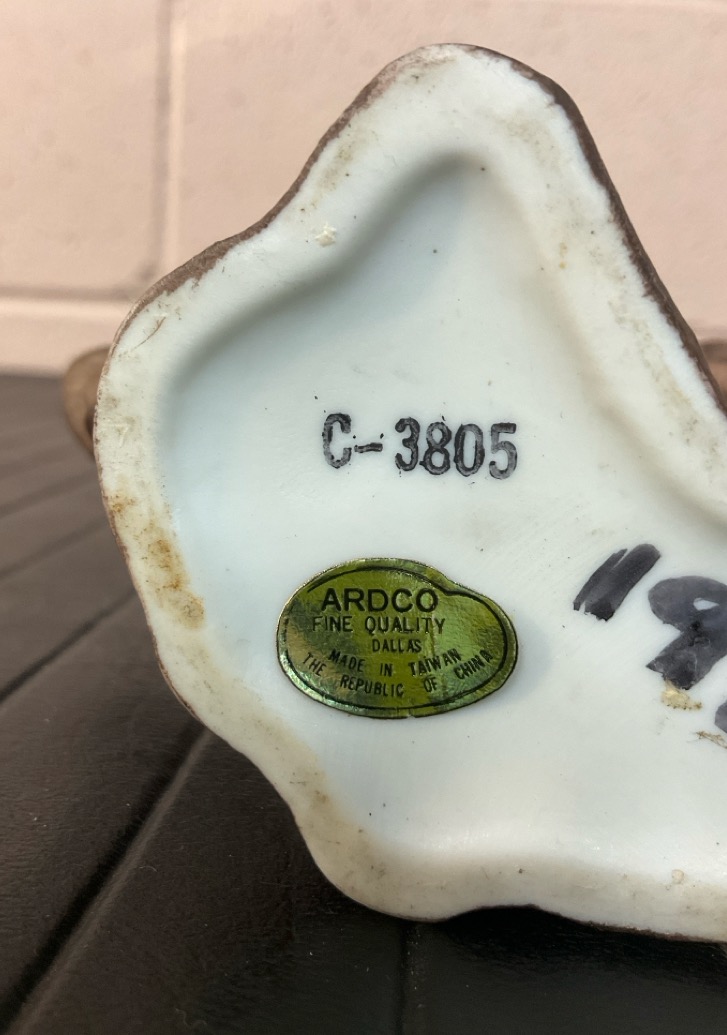 C-3805
ARDCO
FINE QUALITY
DALLAS
MADE IN TAIWAN
THE REPUBLIC OF CHINA